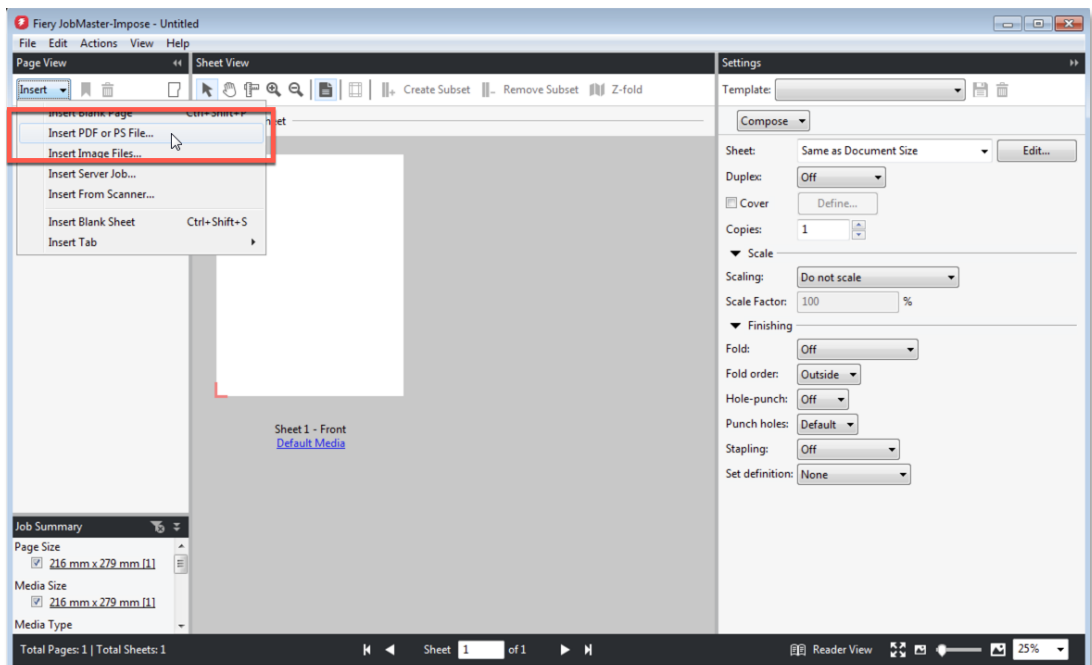 Fiery JobMaster-Impose - Untitled
File Edit Actions View Help
Page View
Insert
Insert Blank Page Ctrl+Shift+P
Insert PDF or PS File...
Insert Image Files...
Insert Server Job...
Insert From Scanner...
Insert Blank Sheet Ctrl+Shift+S
Insert Tab
Sheet View
Create Subset Remove Subset Z-fold
Sheet 1 - Front
Default Media
Settings
Template:
Compose
Sheet: Same as Document Size Edit...
Duplex: Off
Cover Define...
Copies: 1
Scale
Scaling: Do not scale
Scale Factor: 100 %
Finishing
Fold: Off
Fold order: Outside
Hole-punch: Off
Punch holes: Default
Stapling: Off
Set definition: None
Job Summary
Page Size
216 mm x 279 mm [1]
Media Size
216 mm x 279 mm [1]
Media Type
Total Pages: 1 | Total Sheets: 1
Sheet 1 of 1
Reader View
25%